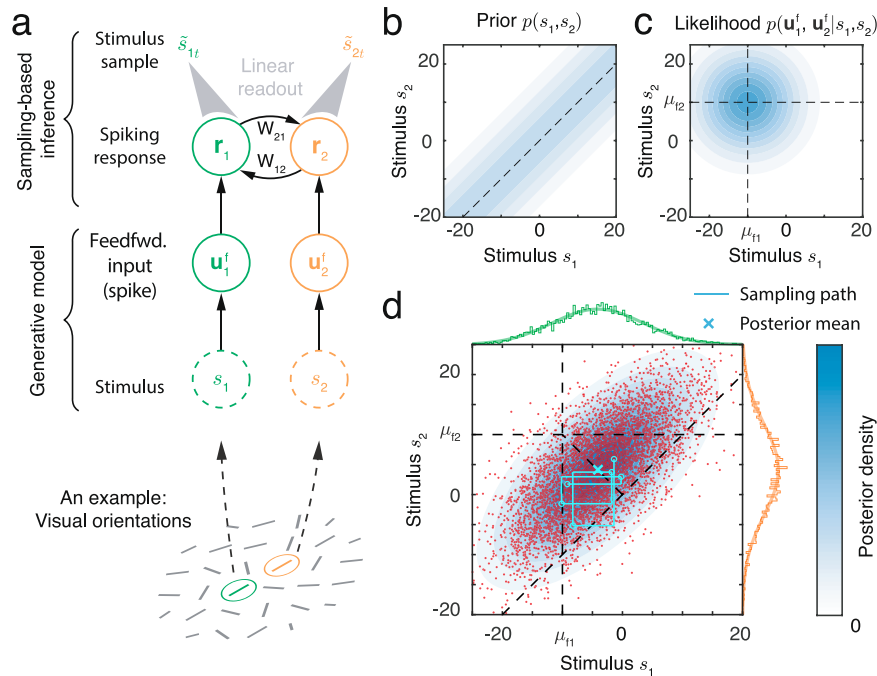 a
Sampling-based
inference
Stimulus
sample
s̃1t
s̃2t
Linear
readout
Spiking
response
r1
r2
W21
W12
Generative model
Feedfwd.
input
(spike)
u1f
u2f
Stimulus
s1
s2
An example:
Visual orientations
b
Prior p(s1,s2)
Stimulus s2
20
0
-20
-20
0
20
Stimulus s1
c
Likelihood p(u1f, u2f|s1,s2)
Stimulus s2
20
μf2
0
-20
-20
μf1
0
20
Stimulus s1
d
Sampling path
Posterior mean
Stimulus s2
20
μf2
0
-20
-20
μf1
0
20
Stimulus s1
Posterior density
0